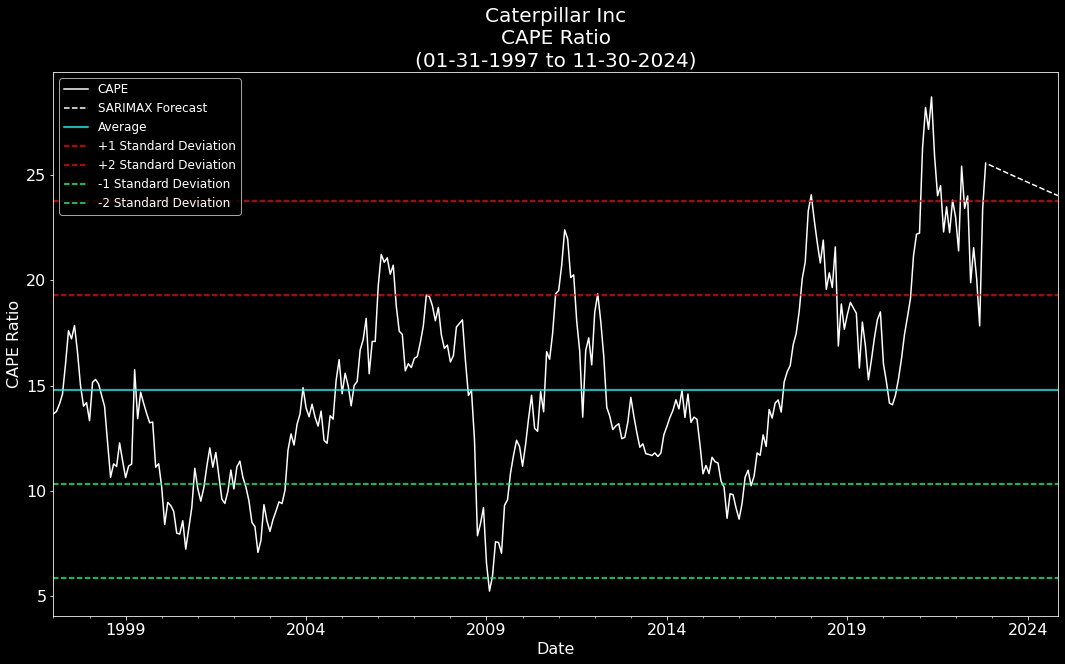 Caterpillar Inc
CAPE Ratio
(01-31-1997 to 11-30-2024)
CAPE
SARIMAX Forecast
Average
+1 Standard Deviation
+2 Standard Deviation
-1 Standard Deviation
-2 Standard Deviation
25
20
15
10
5
CAPE Ratio
1999 2004 2009 2014 2019 2024
Date